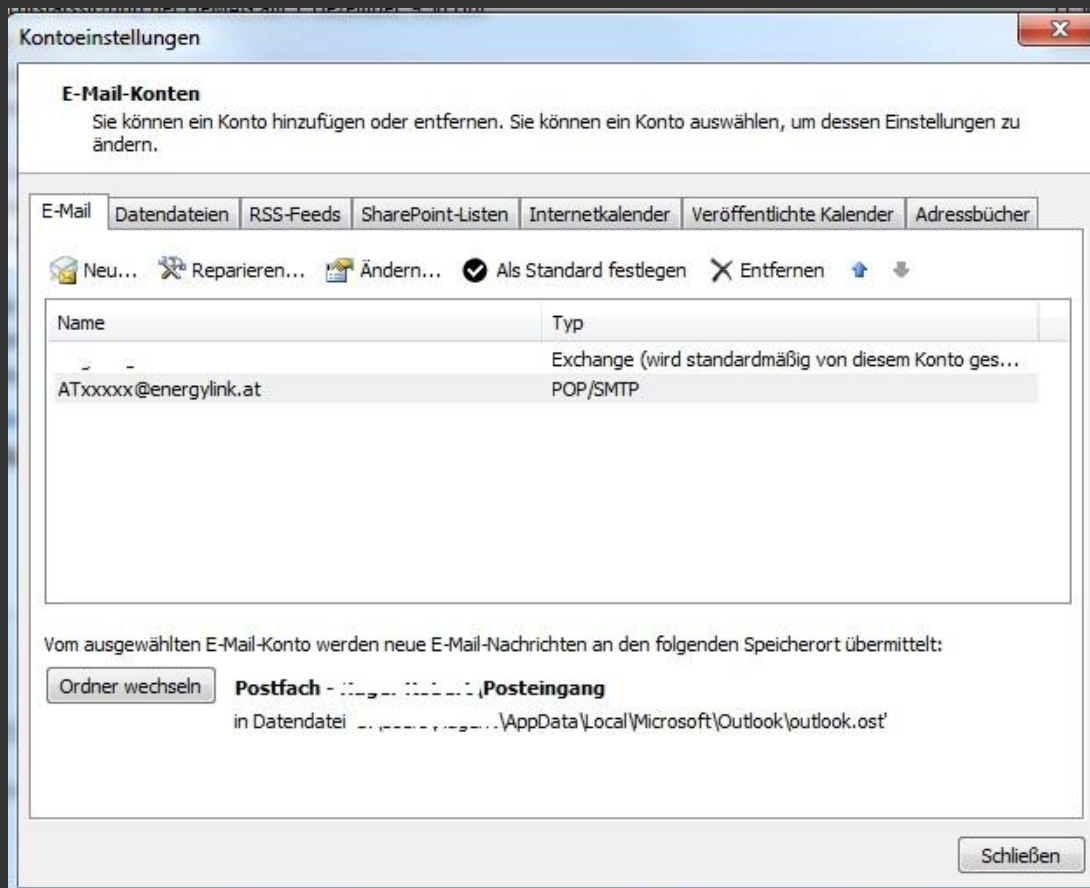 Kontoeinstellungen
E-Mail-Konten
Sie können ein Konto hinzufügen oder entfernen. Sie können ein Konto auswählen, um dessen Einstellungen zu
ändern.
E-Mail Datendateien RSS-Feeds SharePoint-Listen Internetkalender Veröffentlichte Kalender Adressbücher
Neu... Reparieren... Ändern... Als Standard festlegen Entfernen
Name Typ
Exchange (wird standardmäßig von diesem Konto ges...
ATxxxxx@energylink.at POP/SMTP
Vom ausgewählten E-Mail-Konto werden neue E-Mail-Nachrichten an den folgenden Speicherort übermittelt:
Ordner wechseln Postfach - \Posteingang
in Datendatei \AppData\Local\Microsoft\Outlook\outlook.ost'
Schließen